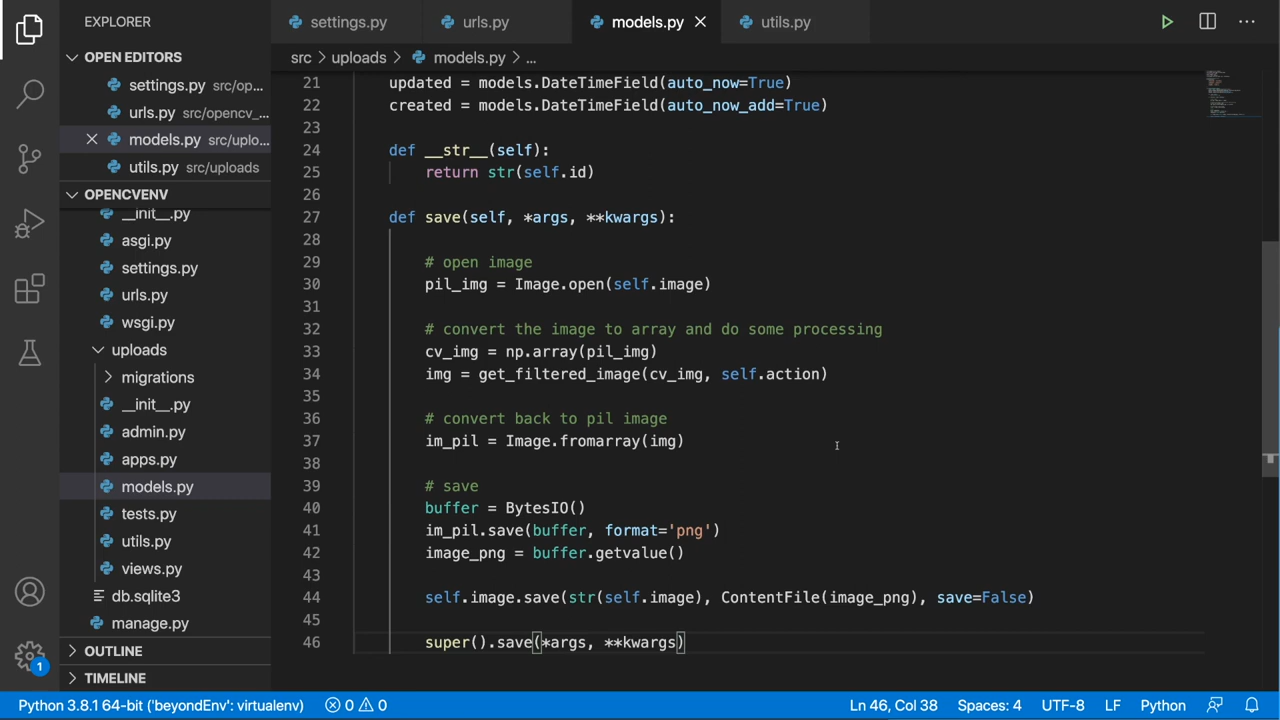 EXPLORER
OPEN EDITORS
settings.py src/op...
urls.py src/opencv_...
models.py src/uplo...
utils.py src/uploads
OPENCVENV
__init__.py
asgi.py
settings.py
urls.py
wsgi.py
uploads
migrations
__init__.py
admin.py
apps.py
models.py
tests.py
utils.py
views.py
db.sqlite3
manage.py
OUTLINE
TIMELINE
1
settings.py urls.py models.py utils.py
src > uploads > models.py > ...
21 updated = models.DateTimeField(auto_now=True)
22 created = models.DateTimeField(auto_now_add=True)
23
24 def __str__(self):
25 return str(self.id)
26
27 def save(self, *args, **kwargs):
28
29 # open image
30 pil_img = Image.open(self.image)
31
32 # convert the image to array and do some processing
33 cv_img = np.array(pil_img)
34 img = get_filtered_image(cv_img, self.action)
35
36 # convert back to pil image
37 im_pil = Image.fromarray(img)
38
39 # save
40 buffer = BytesIO()
41 im_pil.save(buffer, format='png')
42 image_png = buffer.getvalue()
43
44 self.image.save(str(self.image), ContentFile(image_png), save=False)
45
46 super().save(*args, **kwargs)
Python 3.8.1 64-bit ('beyondEnv': virtualenv) 0 0 Ln 46, Col 38 Spaces: 4 UTF-8 LF Python